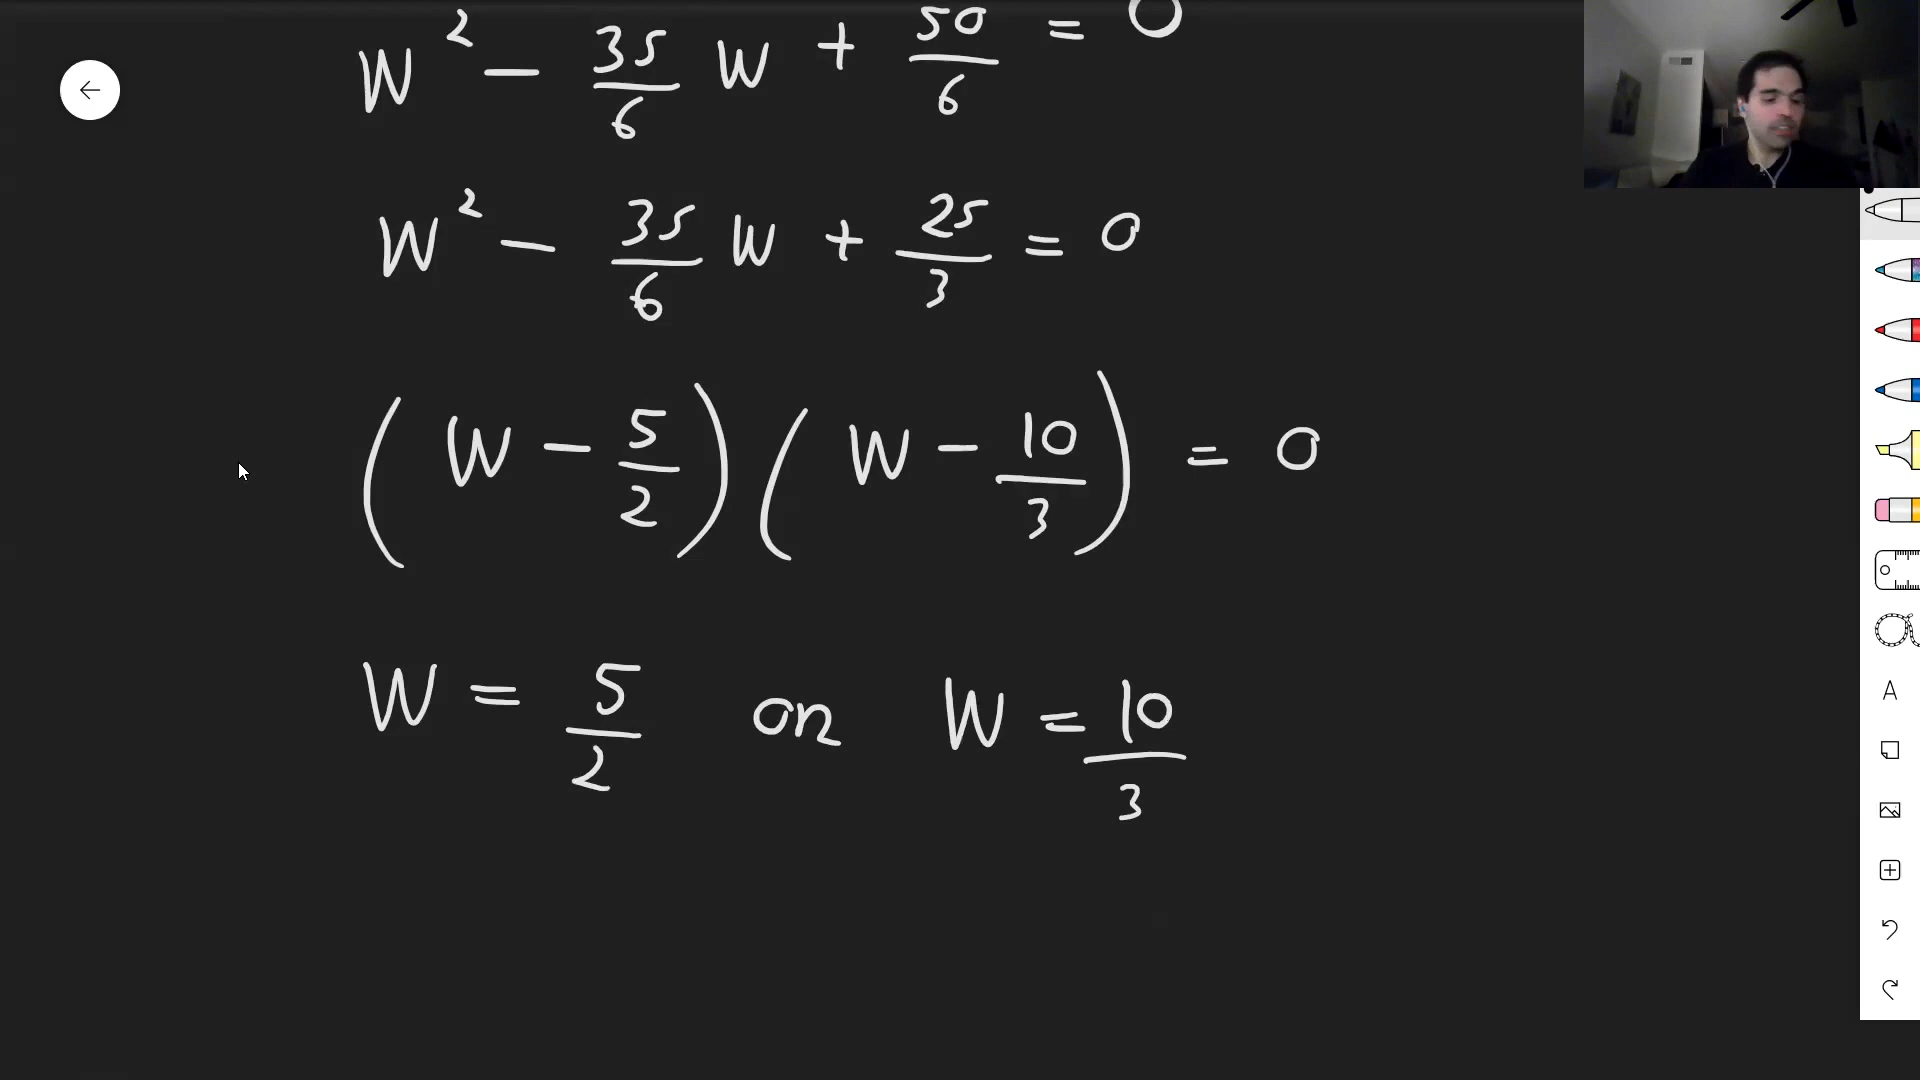 W² − 35/6 W + 50/6 = 0
W² − 35/6 W + 25/3 = 0
(W − 5/2)(W − 10/3) = 0
W = 5/2 or W = 10/3
A